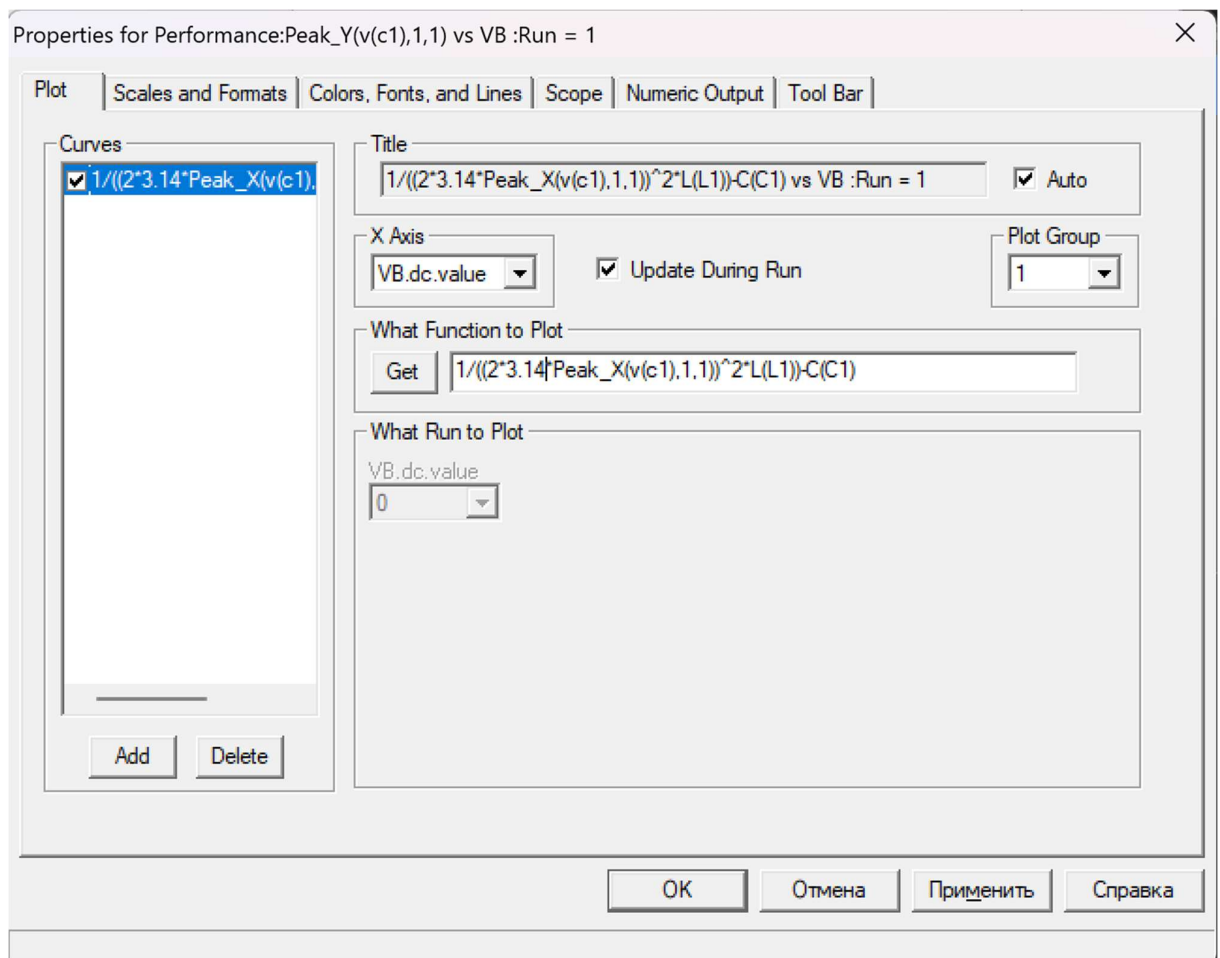 Properties for Performance:Peak_Y(v(c1),1,1) vs VB :Run = 1
Plot Scales and Formats Colors, Fonts, and Lines Scope Numeric Output Tool Bar
Curves
1/((2*3.14*Peak_X(v(c1),
Add Delete
Title
1/((2*3.14*Peak_X(v(c1),1,1))^2*L(L1))-C(C1) vs VB :Run = 1 Auto
X Axis
VB.dc.value
Update During Run
Plot Group
1
What Function to Plot
Get 1/((2*3.14*Peak_X(v(c1),1,1))^2*L(L1))-C(C1)
What Run to Plot
VB.dc.value
0
OK Отмена Применить Справка